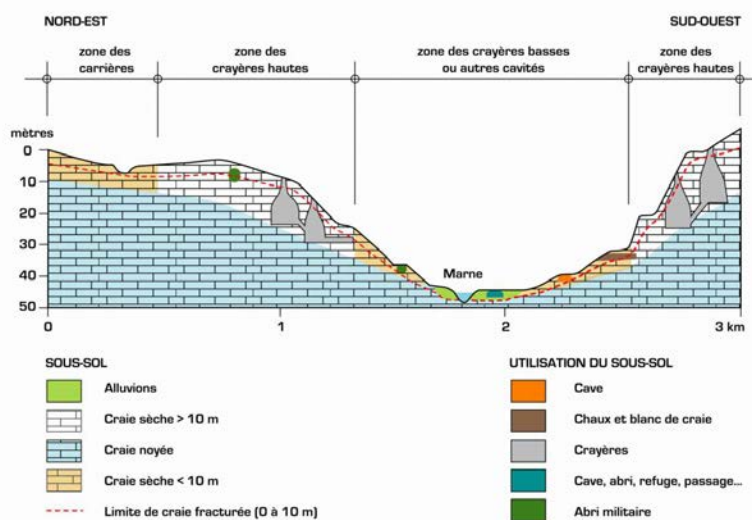 NORD-EST
SUD-OUEST
zone des
carrières
zone des
crayères hautes
zone des crayères basses
ou autres cavités
zone des
crayères hautes
mètres
0
10
20
30
40
50
Marne
0
1
2
3 km
SOUS-SOL
Alluvions
Craie sèche > 10 m
Craie noyée
Craie sèche < 10 m
Limite de craie fracturée (0 à 10 m)
UTILISATION DU SOUS-SOL
Cave
Chaux et blanc de craie
Crayères
Cave, abri, refuge, passage...
Abri militaire